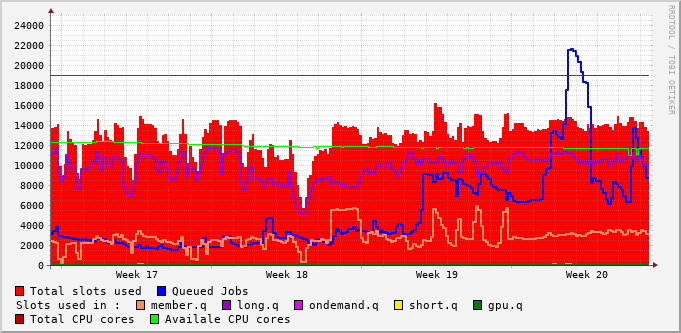 24000
22000
20000
18000
16000
14000
12000
10000
8000
6000
4000
2000
0
Week 17 Week 18 Week 19 Week 20
Total slots used Queued Jobs
Slots used in : member.q long.q ondemand.q short.q gpu.q
Total CPU cores Availale CPU cores
RRDTOOL / TOBI OETIKER